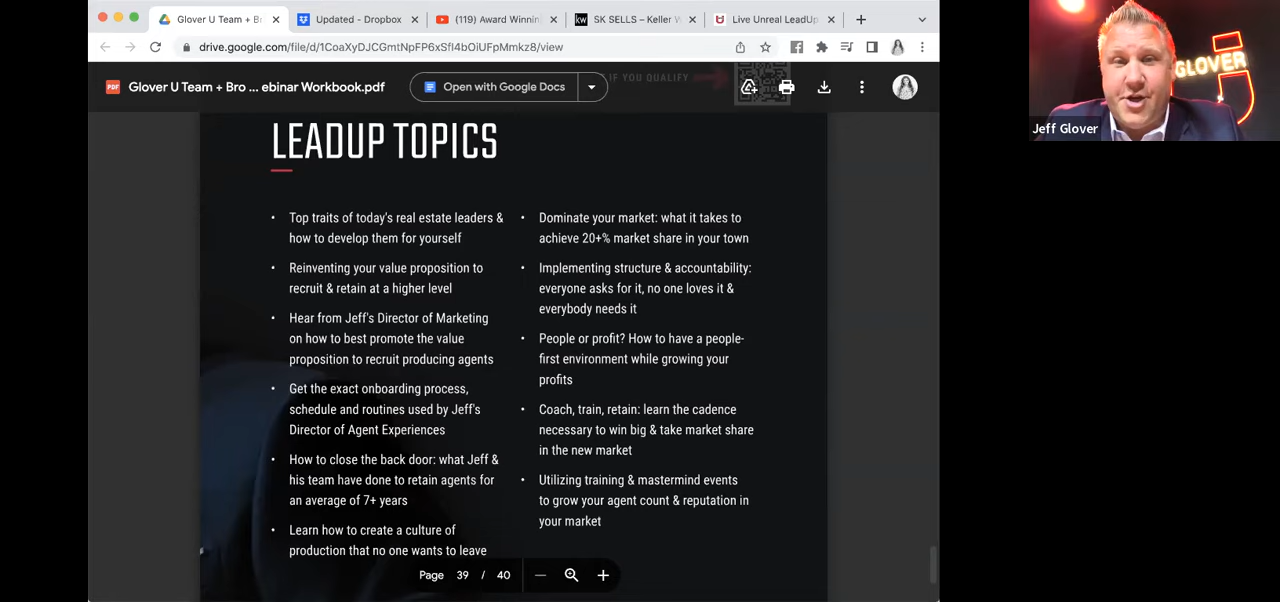 Glover U Team + Br
Updated - Dropbox
(119) Award Winnin
kw
SK SELLS – Keller W
Live Unreal LeadUp
drive.google.com/file/d/1CoaXyDJCGmtNpFP6xSfI4bOiUFpMmkz8/view
IF YOU QUALIFY
PDF
Glover U Team + Bro ... ebinar Workbook.pdf
Open with Google Docs
LEADUP TOPICS
• Top traits of today's real estate leaders &
how to develop them for yourself
• Reinventing your value proposition to
recruit & retain at a higher level
• Hear from Jeff's Director of Marketing
on how to best promote the value
proposition to recruit producing agents
• Get the exact onboarding process,
schedule and routines used by Jeff's
Director of Agent Experiences
• How to close the back door: what Jeff &
his team have done to retain agents for
an average of 7+ years
• Learn how to create a culture of
production that no one wants to leave
• Dominate your market: what it takes to
achieve 20+% market share in your town
• Implementing structure & accountability:
everyone asks for it, no one loves it &
everybody needs it
• People or profit? How to have a people-
first environment while growing your
profits
• Coach, train, retain: learn the cadence
necessary to win big & take market share
in the new market
• Utilizing training & mastermind events
to grow your agent count & reputation in
your market
Page 39 / 40
GLOVER
Jeff Glover